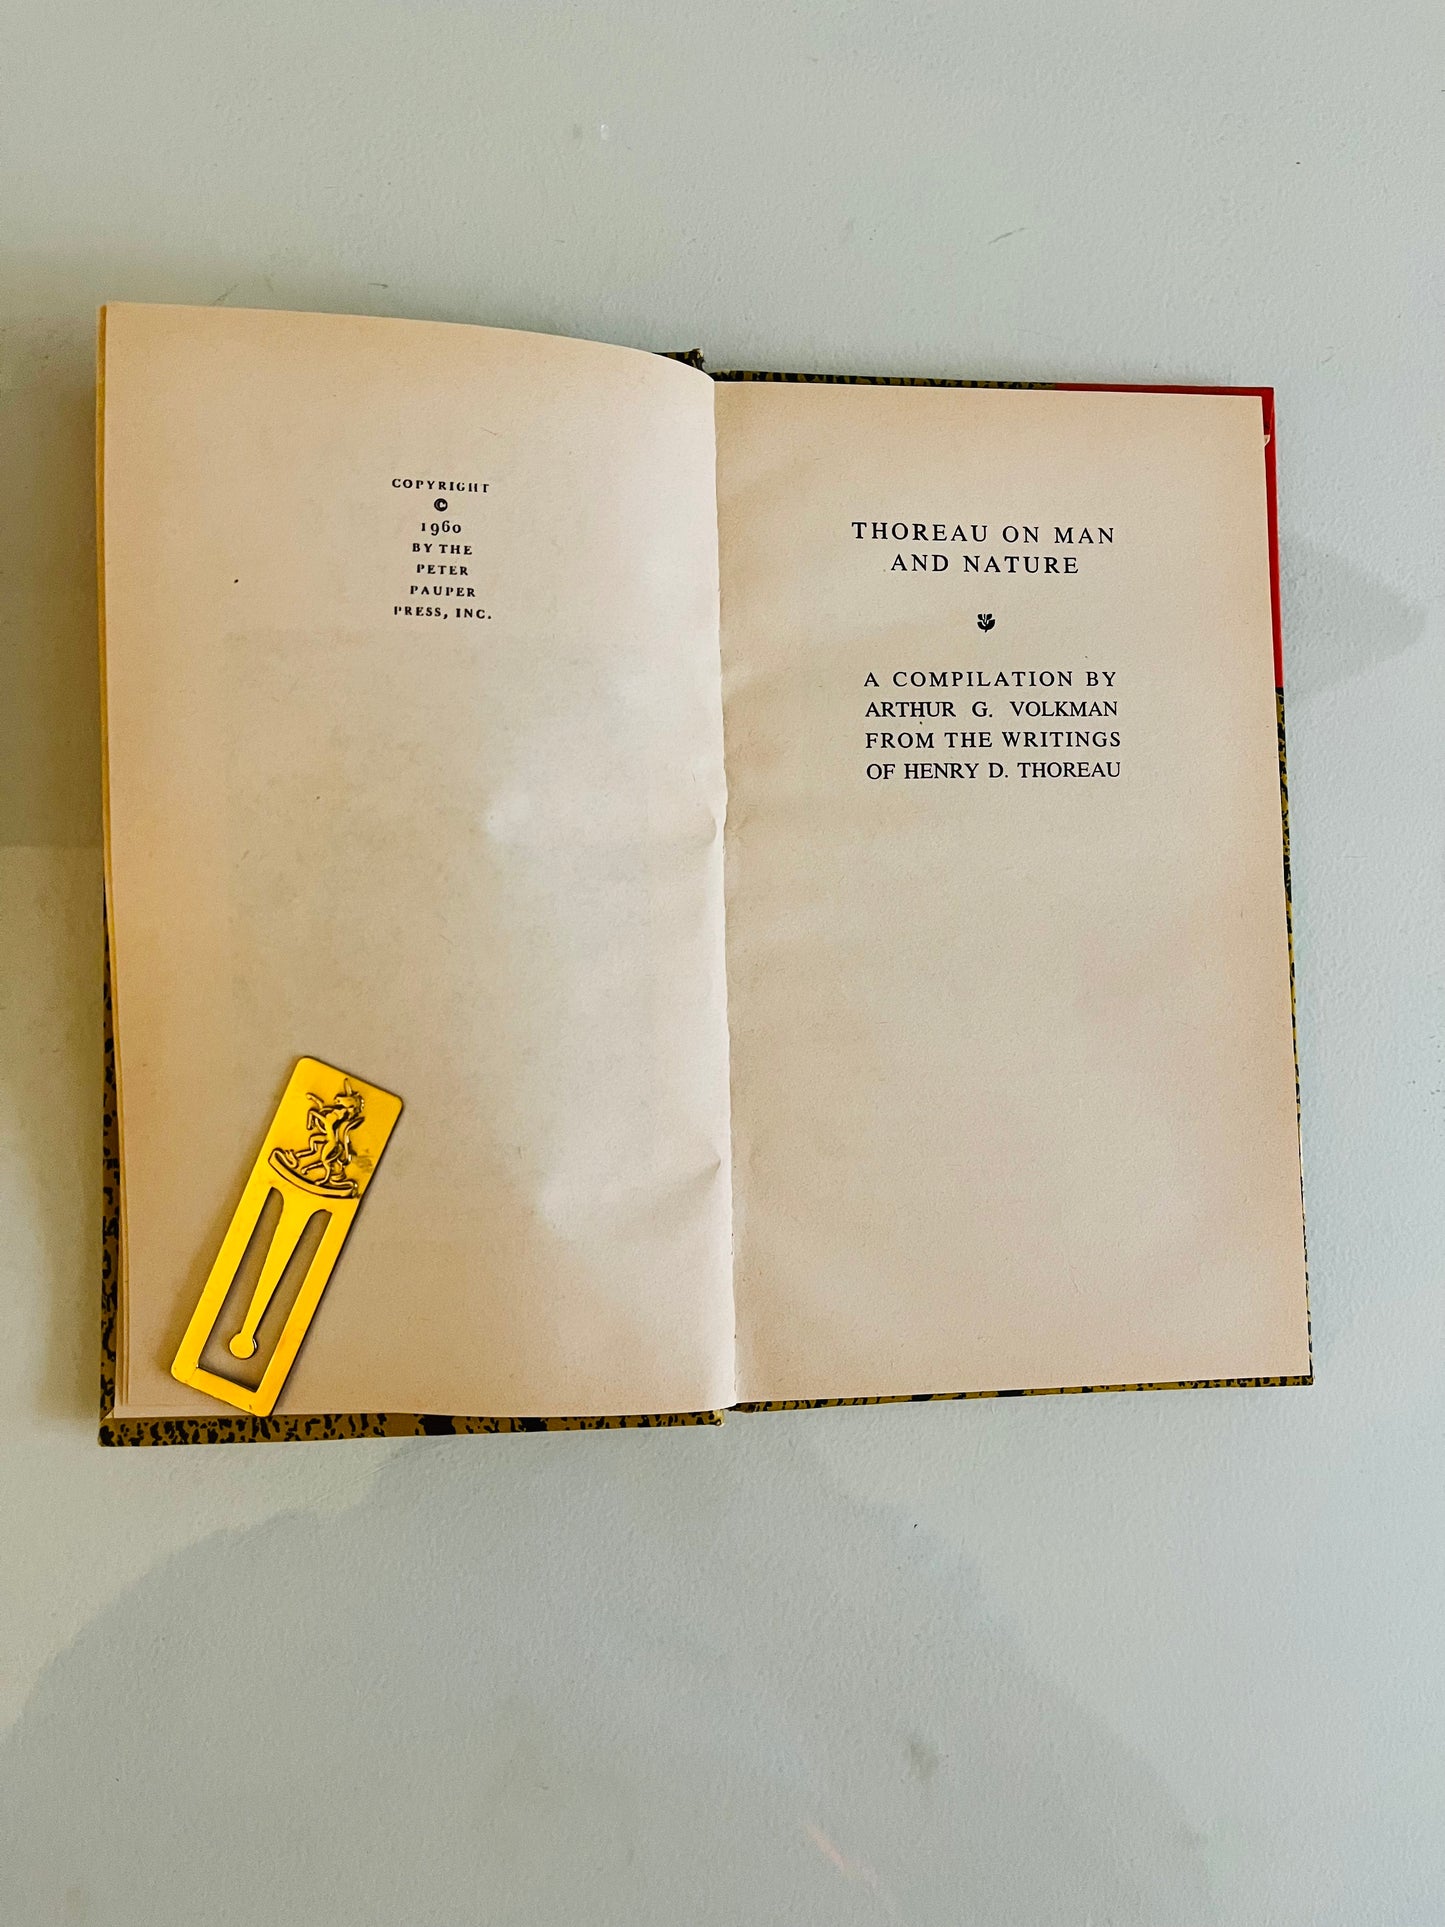 COPYRIGHT
©
1960
BY THE
PETER
PAUPER
PRESS, INC.
THOREAU ON MAN
AND NATURE
A COMPILATION BY
ARTHUR G. VOLKMAN
FROM THE WRITINGS
OF HENRY D. THOREAU